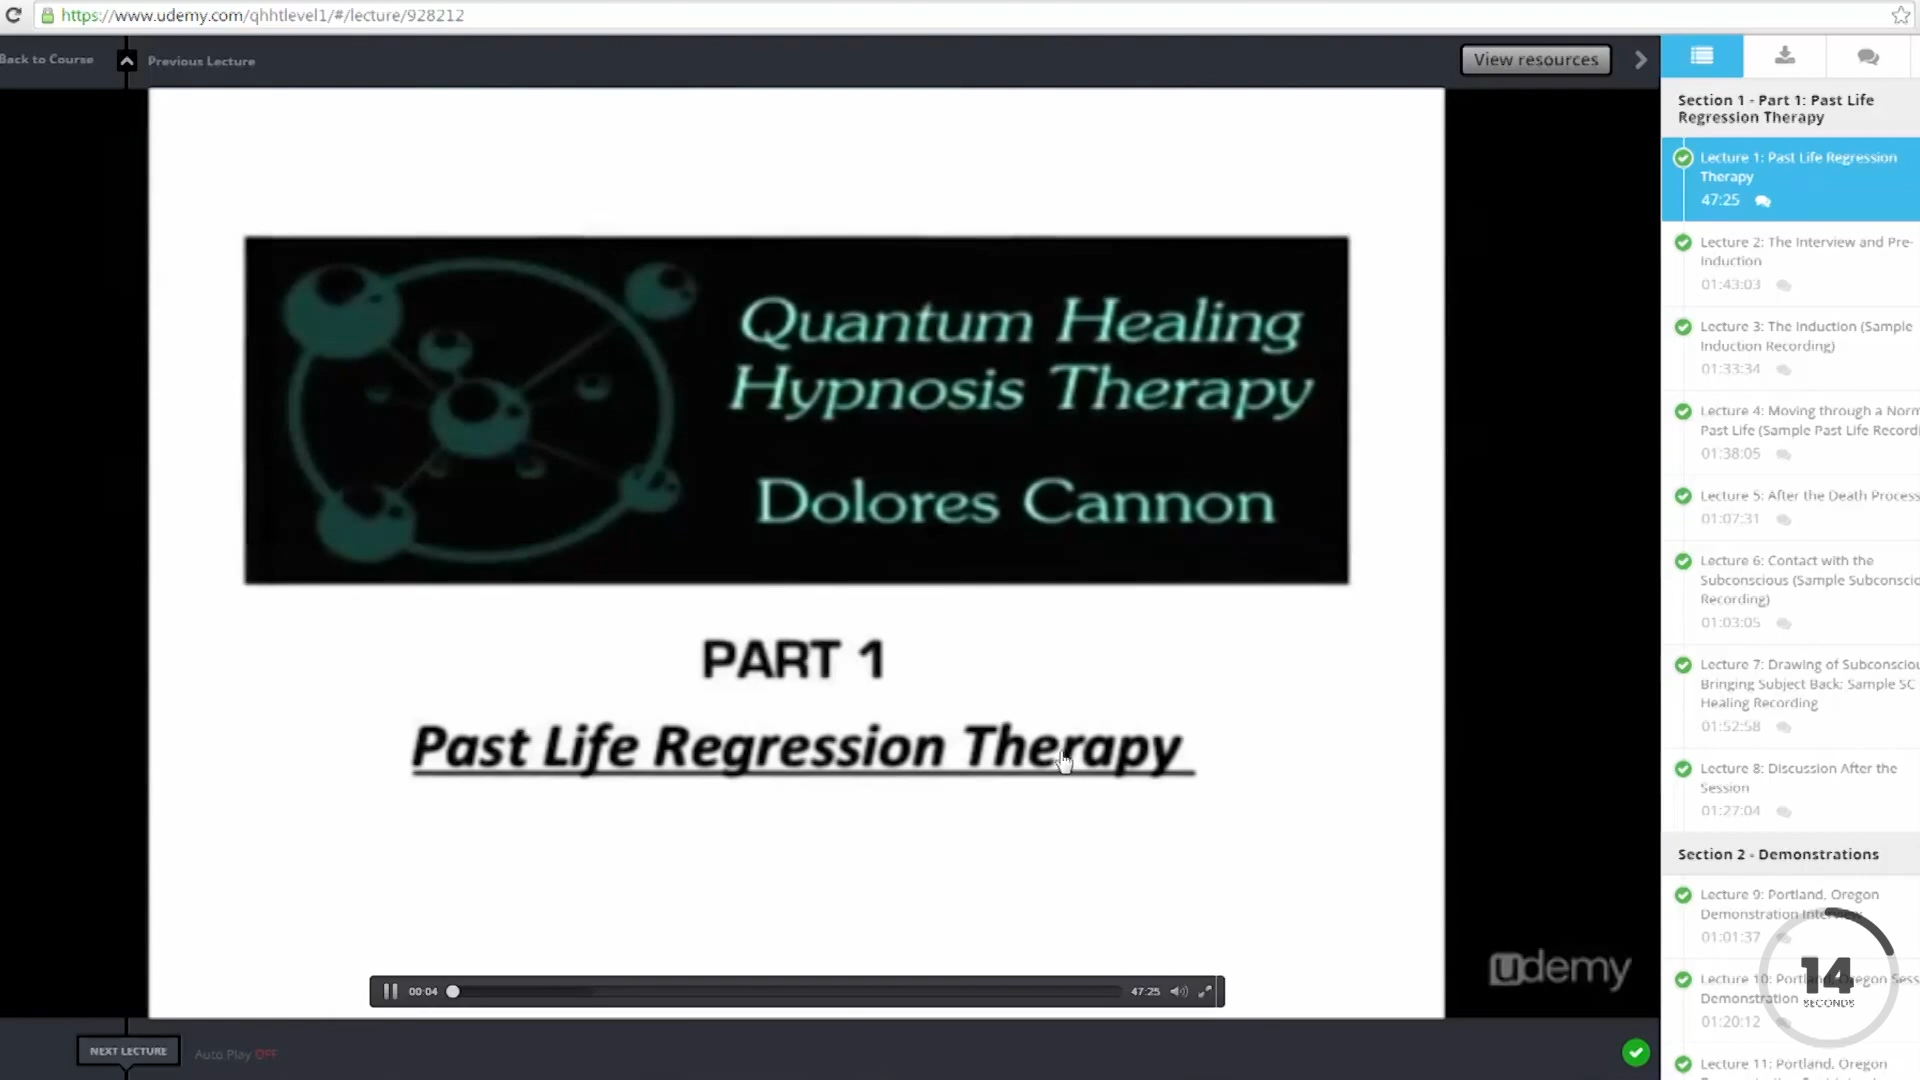 https://www.udemy.com/qhhtlevel1/#/lecture/928212
Back to Course
Previous Lecture
View resources
Quantum Healing
Hypnosis Therapy
Dolores Cannon
PART 1
Past Life Regression Therapy
00:04
47:25
udemy
NEXT LECTURE
Auto Play OFF
Section 1 - Part 1: Past Life
Regression Therapy
Lecture 1: Past Life Regression
Therapy
47:25
Lecture 2: The Interview and Pre-
Induction
01:43:03
Lecture 3: The Induction (Sample
Induction Recording)
01:33:34
Lecture 4: Moving through a Norm
Past Life (Sample Past Life Recordi
01:38:05
Lecture 5: After the Death Process
01:07:31
Lecture 6: Contact with the
Subconscious (Sample Subconscio
Recording)
01:03:05
Lecture 7: Drawing of Subconsciou
Bringing Subject Back; Sample SC
Healing Recording
01:52:58
Lecture 8: Discussion After the
Session
01:27:04
Section 2 - Demonstrations
Lecture 9: Portland, Oregon
Demonstration Interview
01:01:37
Lecture 10: Portland, Oregon Sess
Demonstration
01:20:12
Lecture 11: Portland, Oregon
14
SECONDS